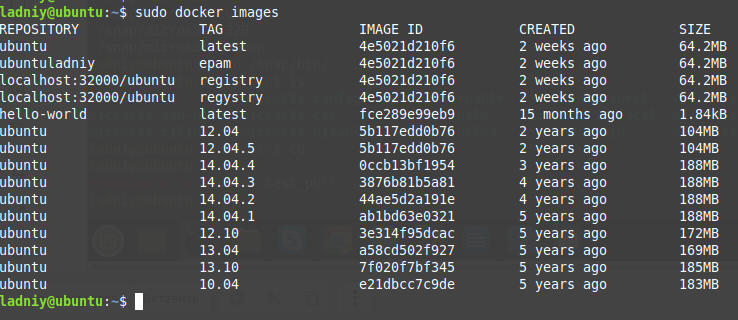 ladniy@ubuntu:~$ sudo docker images
REPOSITORY TAG IMAGE ID CREATED SIZE
ubuntu latest 4e5021d210f6 2 weeks ago 64.2MB
ubuntuladniy epam 4e5021d210f6 2 weeks ago 64.2MB
localhost:32000/ubuntu registry 4e5021d210f6 2 weeks ago 64.2MB
localhost:32000/ubuntu regystry 4e5021d210f6 2 weeks ago 64.2MB
hello-world latest fce289e99eb9 15 months ago 1.84kB
ubuntu 12.04 5b117edd0b76 2 years ago 104MB
ubuntu 12.04.5 5b117edd0b76 2 years ago 104MB
ubuntu 14.04.4 0ccb13bf1954 3 years ago 188MB
ubuntu 14.04.3 3876b81b5a81 4 years ago 188MB
ubuntu 14.04.2 44ae5d2a191e 4 years ago 188MB
ubuntu 14.04.1 ab1bd63e0321 5 years ago 188MB
ubuntu 12.10 3e314f95dcac 5 years ago 172MB
ubuntu 13.04 a58cd502f927 5 years ago 169MB
ubuntu 13.10 7f020f7bf345 5 years ago 185MB
ubuntu 10.04 e21dbcc7c9de 5 years ago 183MB
ladniy@ubuntu:~$